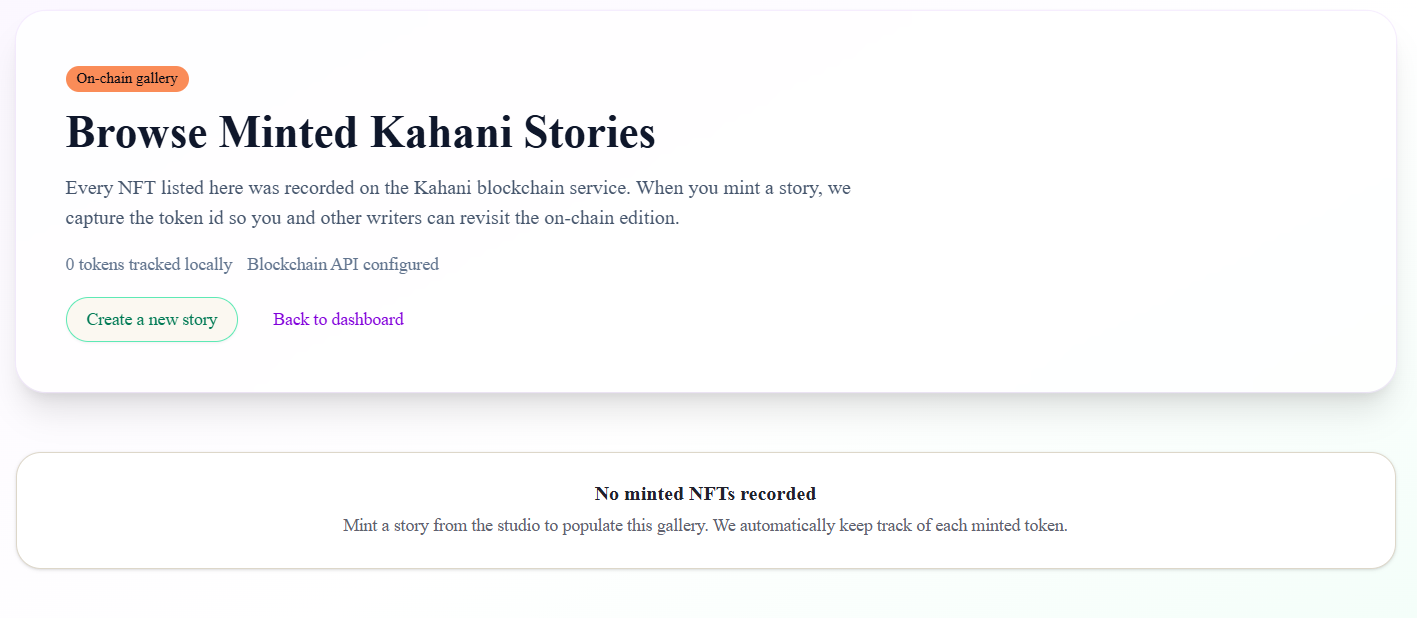 On-chain gallery
Browse Minted Kahani Stories
Every NFT listed here was recorded on the Kahani blockchain service. When you mint a story, we
capture the token id so you and other writers can revisit the on-chain edition.
0 tokens tracked locally Blockchain API configured
Create a new story Back to dashboard
No minted NFTs recorded
Mint a story from the studio to populate this gallery. We automatically keep track of each minted token.